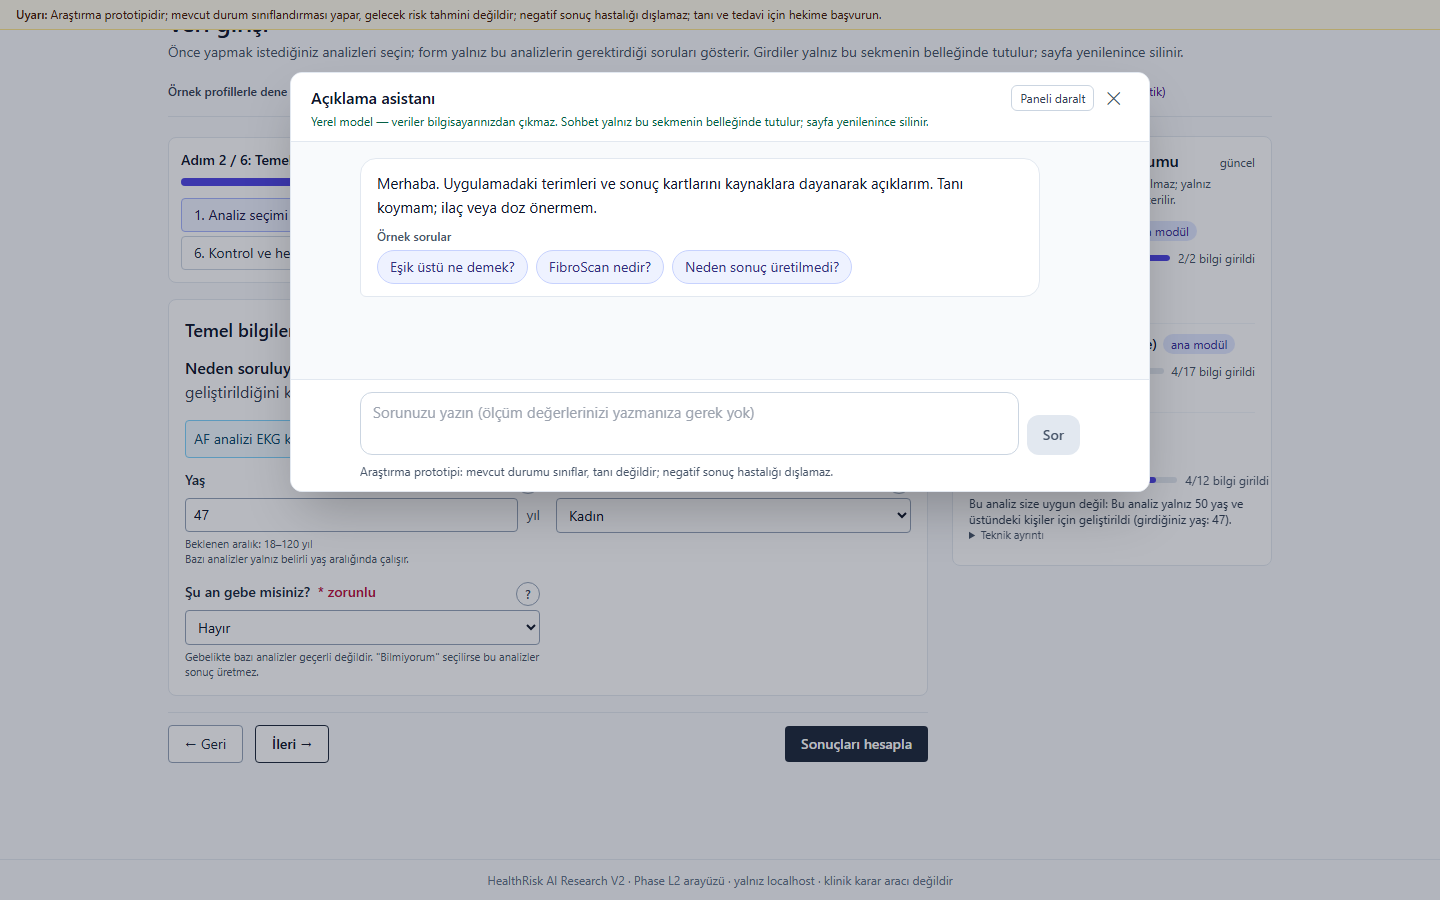 Uyarı: Araştırma prototipidir; mevcut durum sınıflandırması yapar, gelecek risk tahmini değildir; negatif sonuç hastalığı dışlamaz; tanı ve tedavi için hekime başvurun.
Veri girişi
Önce yapmak istediğiniz analizleri seçin; form yalnız bu analizlerin gerektirdiği soruları gösterir. Girdiler yalnız bu sekmenin belleğinde tutulur; sayfa yenilenince silinir.
Örnek profillerle dene
tik)
Açıklama asistanı
Paneli daralt
Yerel model — veriler bilgisayarınızdan çıkmaz. Sohbet yalnız bu sekmenin belleğinde tutulur; sayfa yenilenince silinir.
Merhaba. Uygulamadaki terimleri ve sonuç kartlarını kaynaklara dayanarak açıklarım. Tanı
koymam; ilaç veya doz önermem.
Örnek sorular
Eşik üstü ne demek?
FibroScan nedir?
Neden sonuç üretilmedi?
Sorunuzu yazın (ölçüm değerlerinizi yazmanıza gerek yok)
Sor
Araştırma prototipi: mevcut durumu sınıflar, tanı değildir; negatif sonuç hastalığı dışlamaz.
Adım 2 / 6: Teme
1. Analiz seçimi
6. Kontrol ve he
Temel bilgiler
Neden soruluy
geliştirildiğini k
AF analizi EKG k
Yaş
47
yıl
Kadın
Beklenen aralık: 18–120 yıl
Bazı analizler yalnız belirli yaş aralığında çalışır.
Şu an gebe misiniz? * zorunlu
?
Hayır
Gebelikte bazı analizler geçerli değildir. "Bilmiyorum" seçilirse bu analizler
sonuç üretmez.
← Geri
İleri →
Sonuçları hesapla
umu
güncel
lmaz; yalnız
erilir.
modül
2/2 bilgi girildi
e)
ana modül
4/17 bilgi girildi
4/12 bilgi girildi
Bu analiz size uygun değil: Bu analiz yalnız 50 yaş ve
üstündeki kişiler için geliştirildi (girdiğiniz yaş: 47).
Teknik ayrıntı
HealthRisk AI Research V2 · Phase L2 arayüzü · yalnız localhost · klinik karar aracı değildir